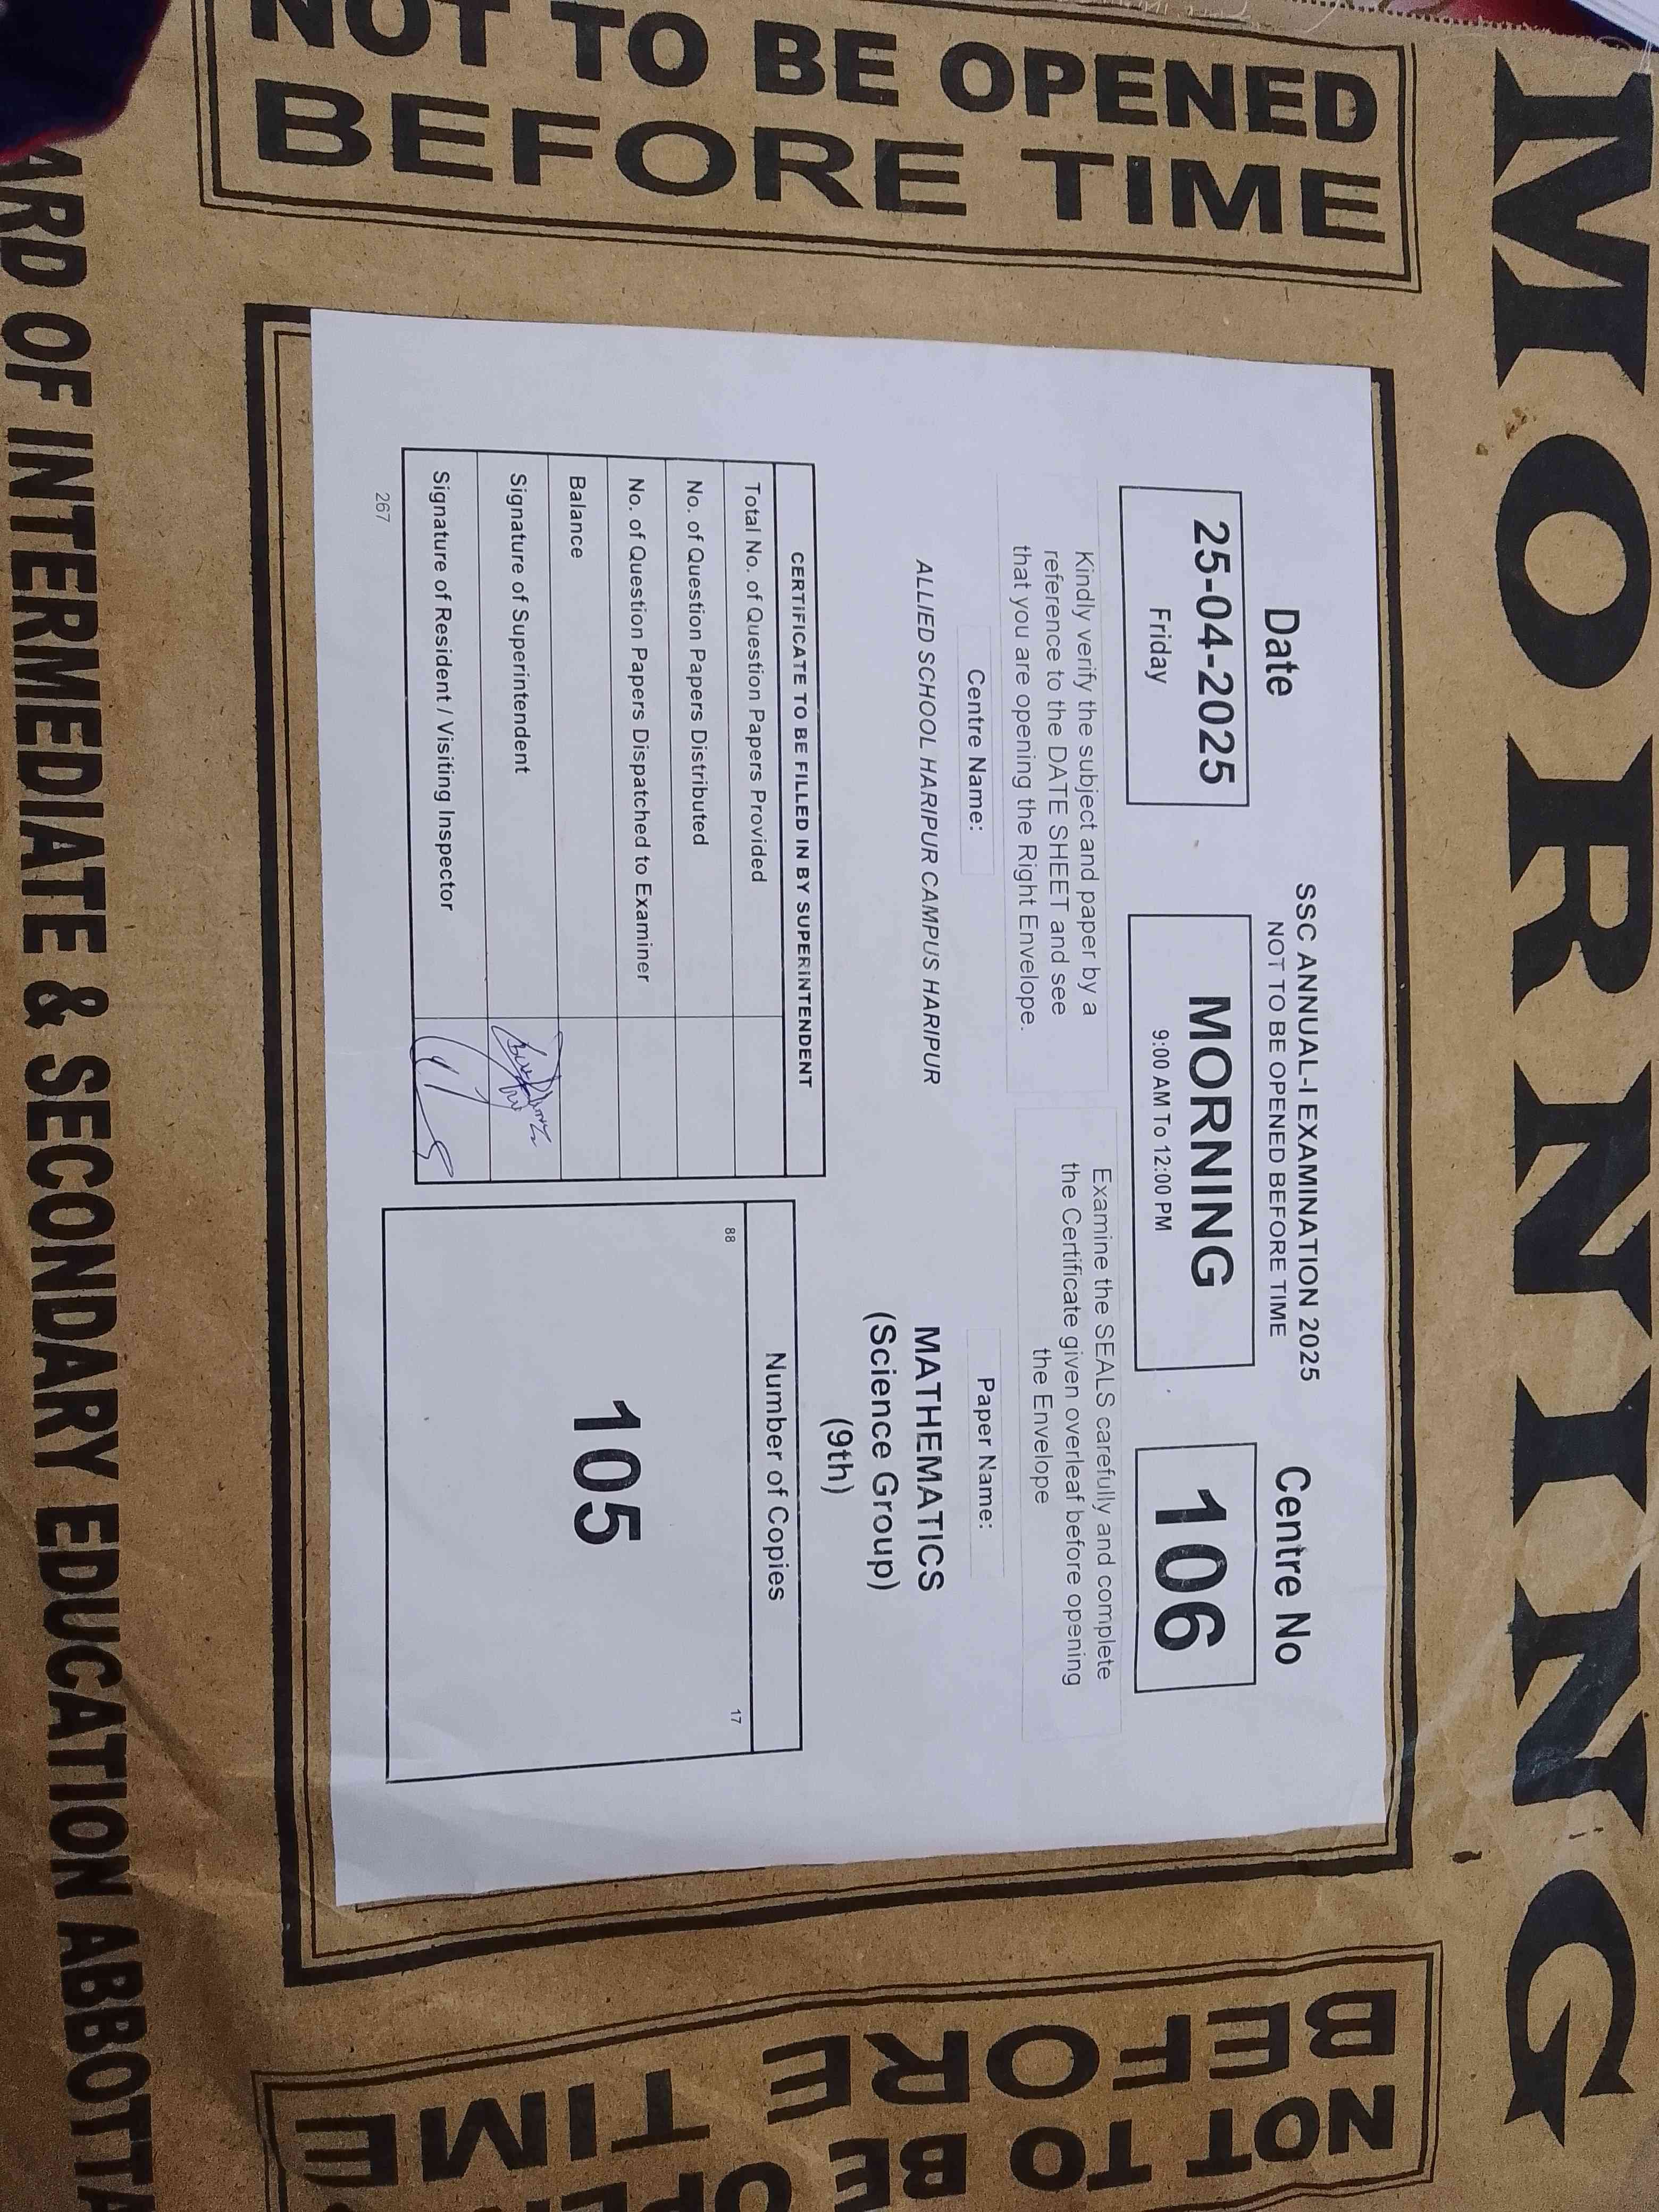 MORNING
NOT TO BE OPENED
BEFORE TIME
SSC ANNUAL-I EXAMINATION 2025
NOT TO BE OPENED BEFORE TIME
Date
Centre No
25-04-2025
Friday
MORNING
9:00 AM To 12:00 PM
106
Kindly verify the subject and paper by a
reference to the DATE SHEET and see
that you are opening the Right Envelope.
Examine the SEALS carefully and complete
the Certificate given overleaf before opening
the Envelope
Centre Name:
Paper Name:
ALLIED SCHOOL HARIPUR CAMPUS HARIPUR
MATHEMATICS
(Science Group)
(9th)
CERTIFICATE TO BE FILLED IN BY SUPERINTENDENT
Total No. of Question Papers Provided
No. of Question Papers Distributed
No. of Question Papers Dispatched to Examiner
Balance
Signature of Superintendent
Signature of Resident / Visiting Inspector
267
Number of Copies
88
17
105
NOT TO BE
BEFORE TIME
ARD OF INTERMEDIATE & SECONDARY EDUCATION ABBOTTA